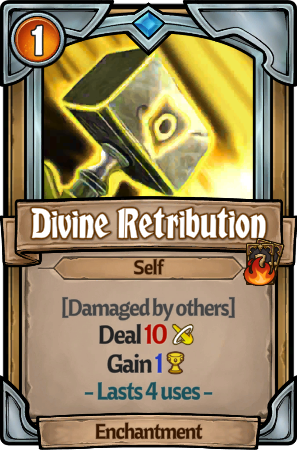 1
Divine Retribution
Self
[Damaged by others]
Deal 10
Gain 1
- Lasts 4 uses -
Enchantment